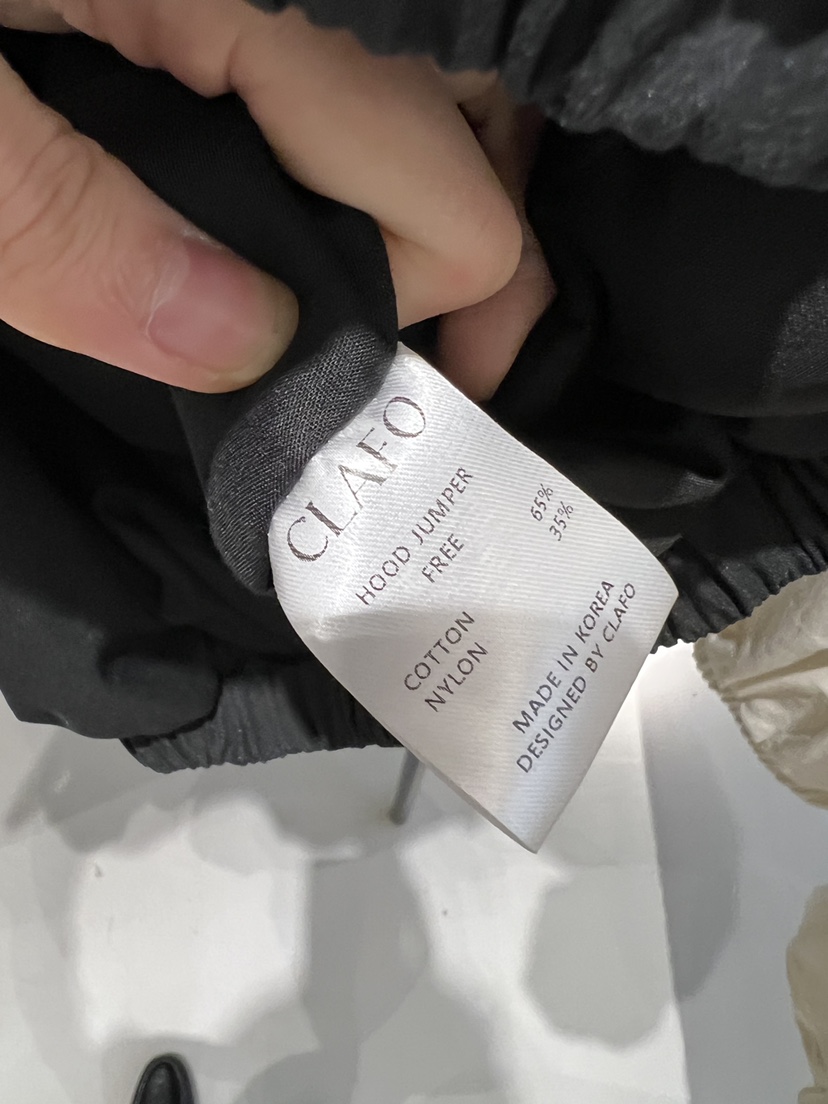 CLAFO
HOOD JUMPER
FREE
COTTON 65%
NYLON 35%
MADE IN KOREA
DESIGNED BY CLAFO